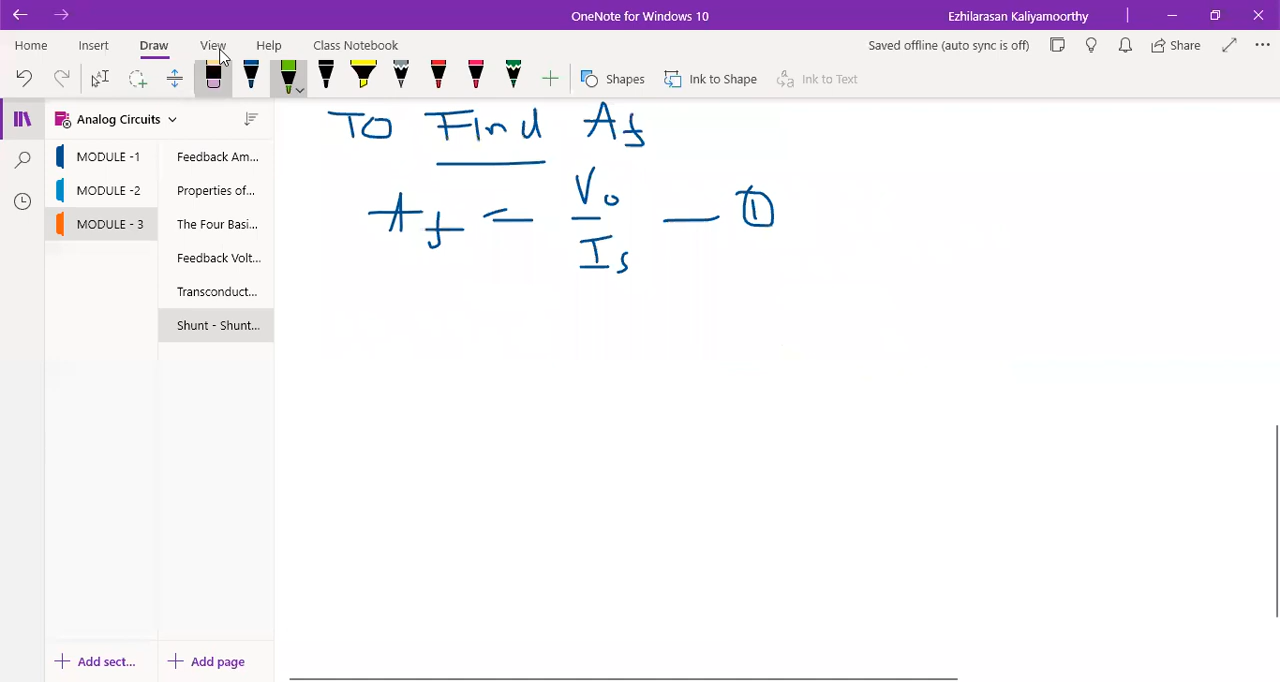 OneNote for Windows 10
Ezhilarasan Kaliyamoorthy
Home Insert Draw View Help Class Notebook
Saved offline (auto sync is off) Share
Shapes Ink to Shape Ink to Text
Analog Circuits
MODULE -1
MODULE -2
MODULE - 3
Feedback Am...
Properties of...
The Four Basi...
Feedback Volt...
Transconduct...
Shunt - Shunt...
Add sect...
Add page
To Find Af
Af = Vo / Is — ①